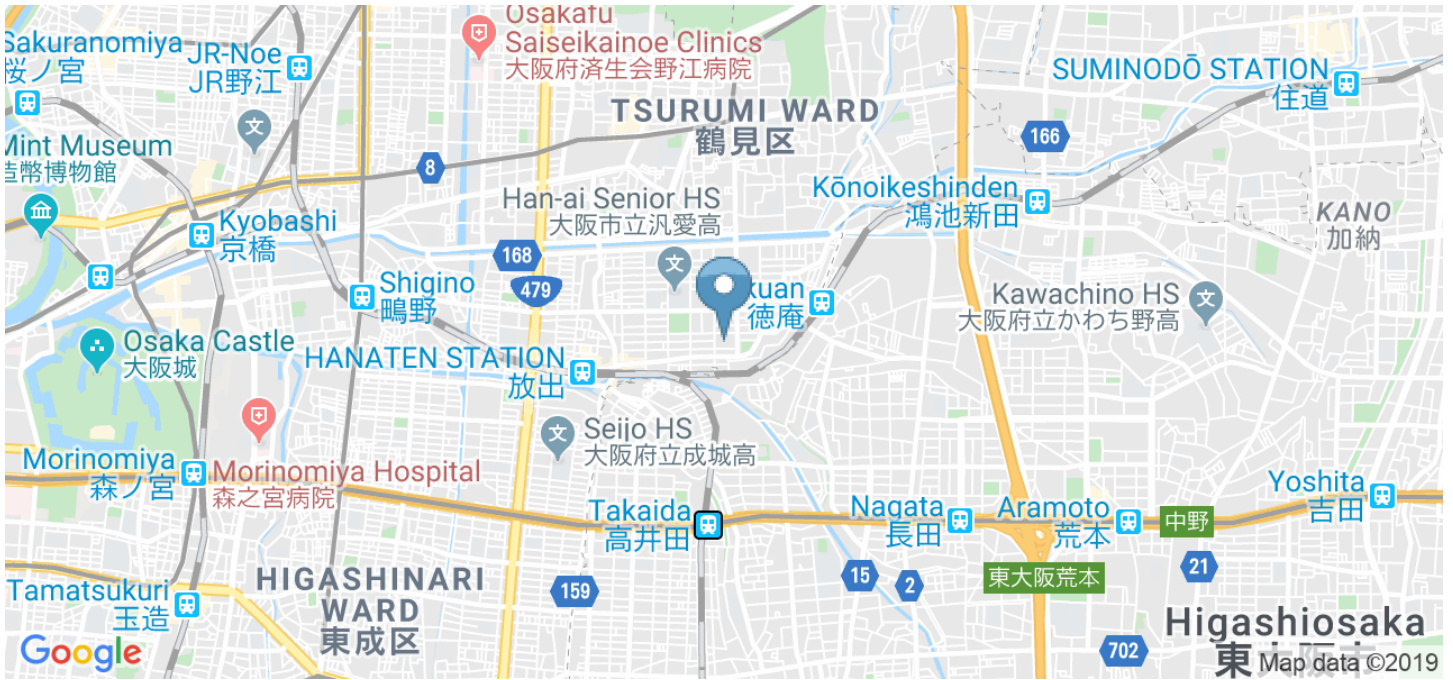 Osakafu
Saiseikainoe Clinics
大阪府済生会野江病院
Sakuranomiya
桜ノ宮
JR-Noe
JR野江
SUMINODŌ STATION
住道
TSURUMI WARD
鶴見区
166
Mint Museum
造幣博物館
8
Han-ai Senior HS
大阪市立汎愛高
Kōnoikeshinden
鴻池新田
KANO
加納
Kyobashi
京橋
168
479
Shigino
鴫野
kuan
徳庵
Kawachino HS
大阪府立かわち野高
Osaka Castle
大阪城
HANATEN STATION
放出
Seijo HS
大阪府立成城高
Morinomiya
森ノ宮
Morinomiya Hospital
森之宮病院
Takaida
高井田
Nagata
長田
Aramoto
荒本
中野
Yoshita
吉田
Tamatsukuri
玉造
HIGASHINARI
WARD
東成区
159
15
2
東大阪荒本
21
Higashiosaka
東大阪市
702
Google
Map data ©2019